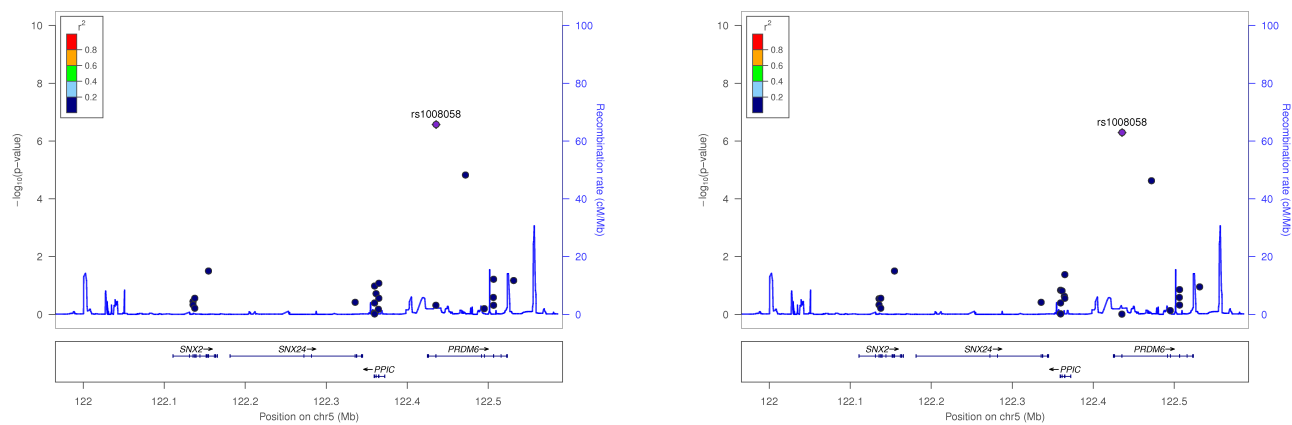 r2
0.8
0.6
0.4
0.2
10
8
6
4
2
0
− log10(p−value)
100
80
60
40
20
0
Recombination rate (cM/Mb)
rs1008058
SNX2→
SNX24→
PRDM6→
←PPIC
122
122.1
122.2
122.3
122.4
122.5
Position on chr5 (Mb)
r2
0.8
0.6
0.4
0.2
10
8
6
4
2
0
− log10(p−value)
100
80
60
40
20
0
Recombination rate (cM/Mb)
rs1008058
SNX2→
SNX24→
PRDM6→
←PPIC
122
122.1
122.2
122.3
122.4
122.5
Position on chr5 (Mb)